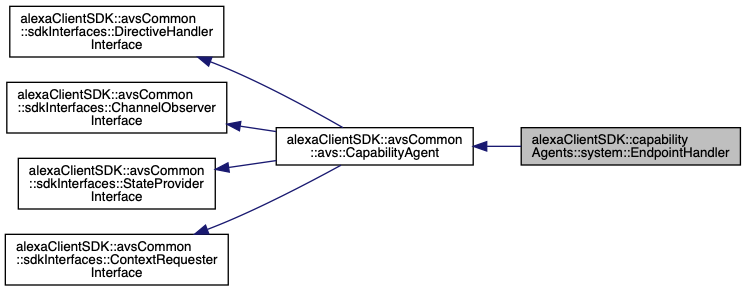 alexaClientSDK::avsCommon
::sdkInterfaces::DirectiveHandler
Interface
alexaClientSDK::avsCommon
::sdkInterfaces::ChannelObserver
Interface
alexaClientSDK::avsCommon
::sdkInterfaces::StateProvider
Interface
alexaClientSDK::avsCommon
::sdkInterfaces::ContextRequester
Interface
alexaClientSDK::avsCommon
::avs::CapabilityAgent
alexaClientSDK::capability
Agents::system::EndpointHandler